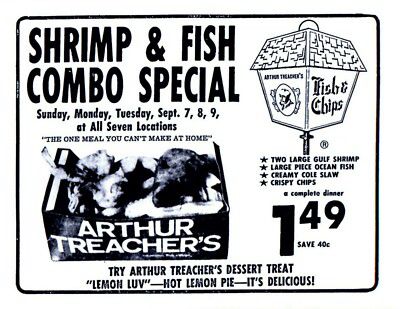 SHRIMP & FISH
COMBO SPECIAL
Sunday, Monday, Tuesday, Sept. 7, 8, 9,
at All Seven Locations
"THE ONE MEAL YOU CAN'T MAKE AT HOME"
ARTHUR
TREACHER'S
ARTHUR TREACHER'S
Fish &
Chips
®
★ TWO LARGE GULF SHRIMP
★ LARGE PIECE OCEAN FISH
★ CREAMY COLE SLAW
★ CRISPY CHIPS
a complete dinner
1 49
SAVE 40c
TRY ARTHUR TREACHER'S DESSERT TREAT
"LEMON LUV"—HOT LEMON PIE—IT'S DELICIOUS!